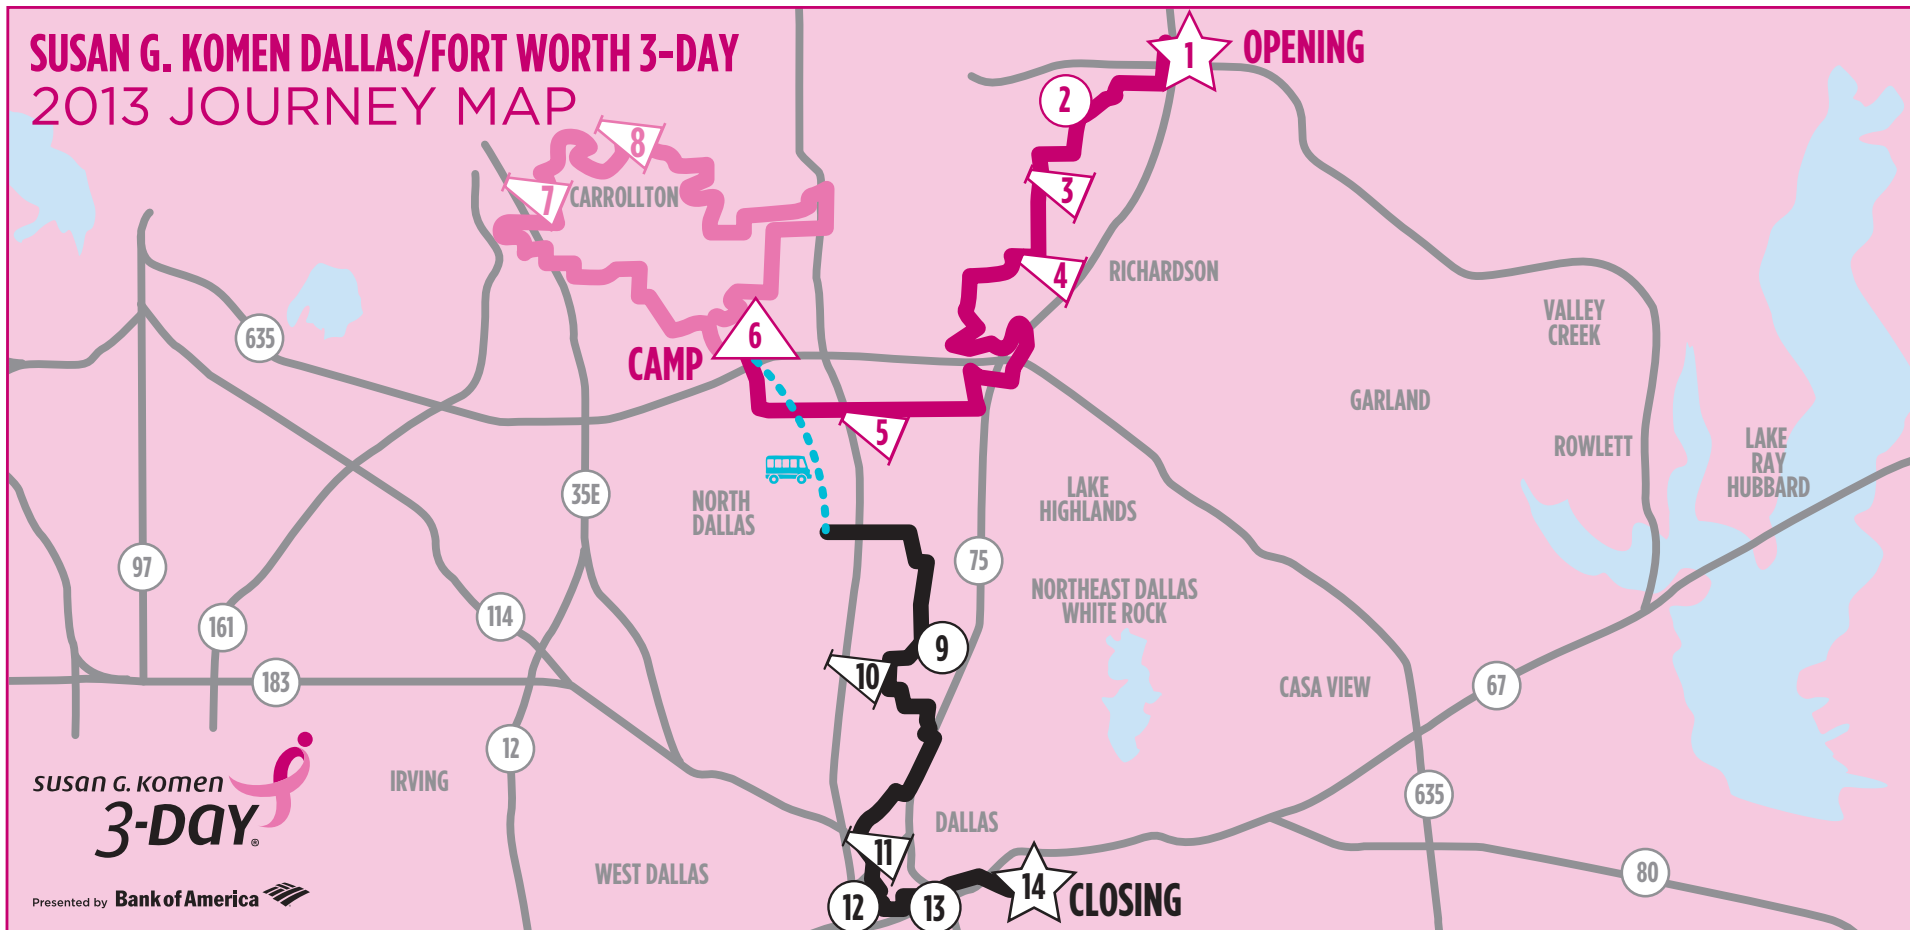 SUSAN G. KOMEN DALLAS/FORT WORTH 3-DAY
2013 JOURNEY MAP
1
OPENING
2
8
3
7
CARROLLTON
4
RICHARDSON
VALLEY
CREEK
635
6
CAMP
GARLAND
5
ROWLETT
LAKE
RAY
HUBBARD
35E
NORTH
DALLAS
LAKE
HIGHLANDS
97
75
NORTHEAST DALLAS
WHITE ROCK
161
114
9
10
183
CASA VIEW
67
12
IRVING
635
susan G. komen
3-Day®
DALLAS
11
WEST DALLAS
80
14
CLOSING
12
13
Presented by Bank of America